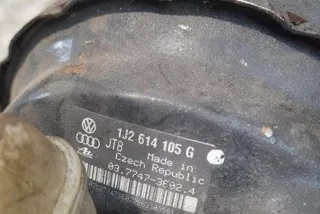 1J2 614 105 G
JT8 Made in
Czech Republic
03.7747-3602.4